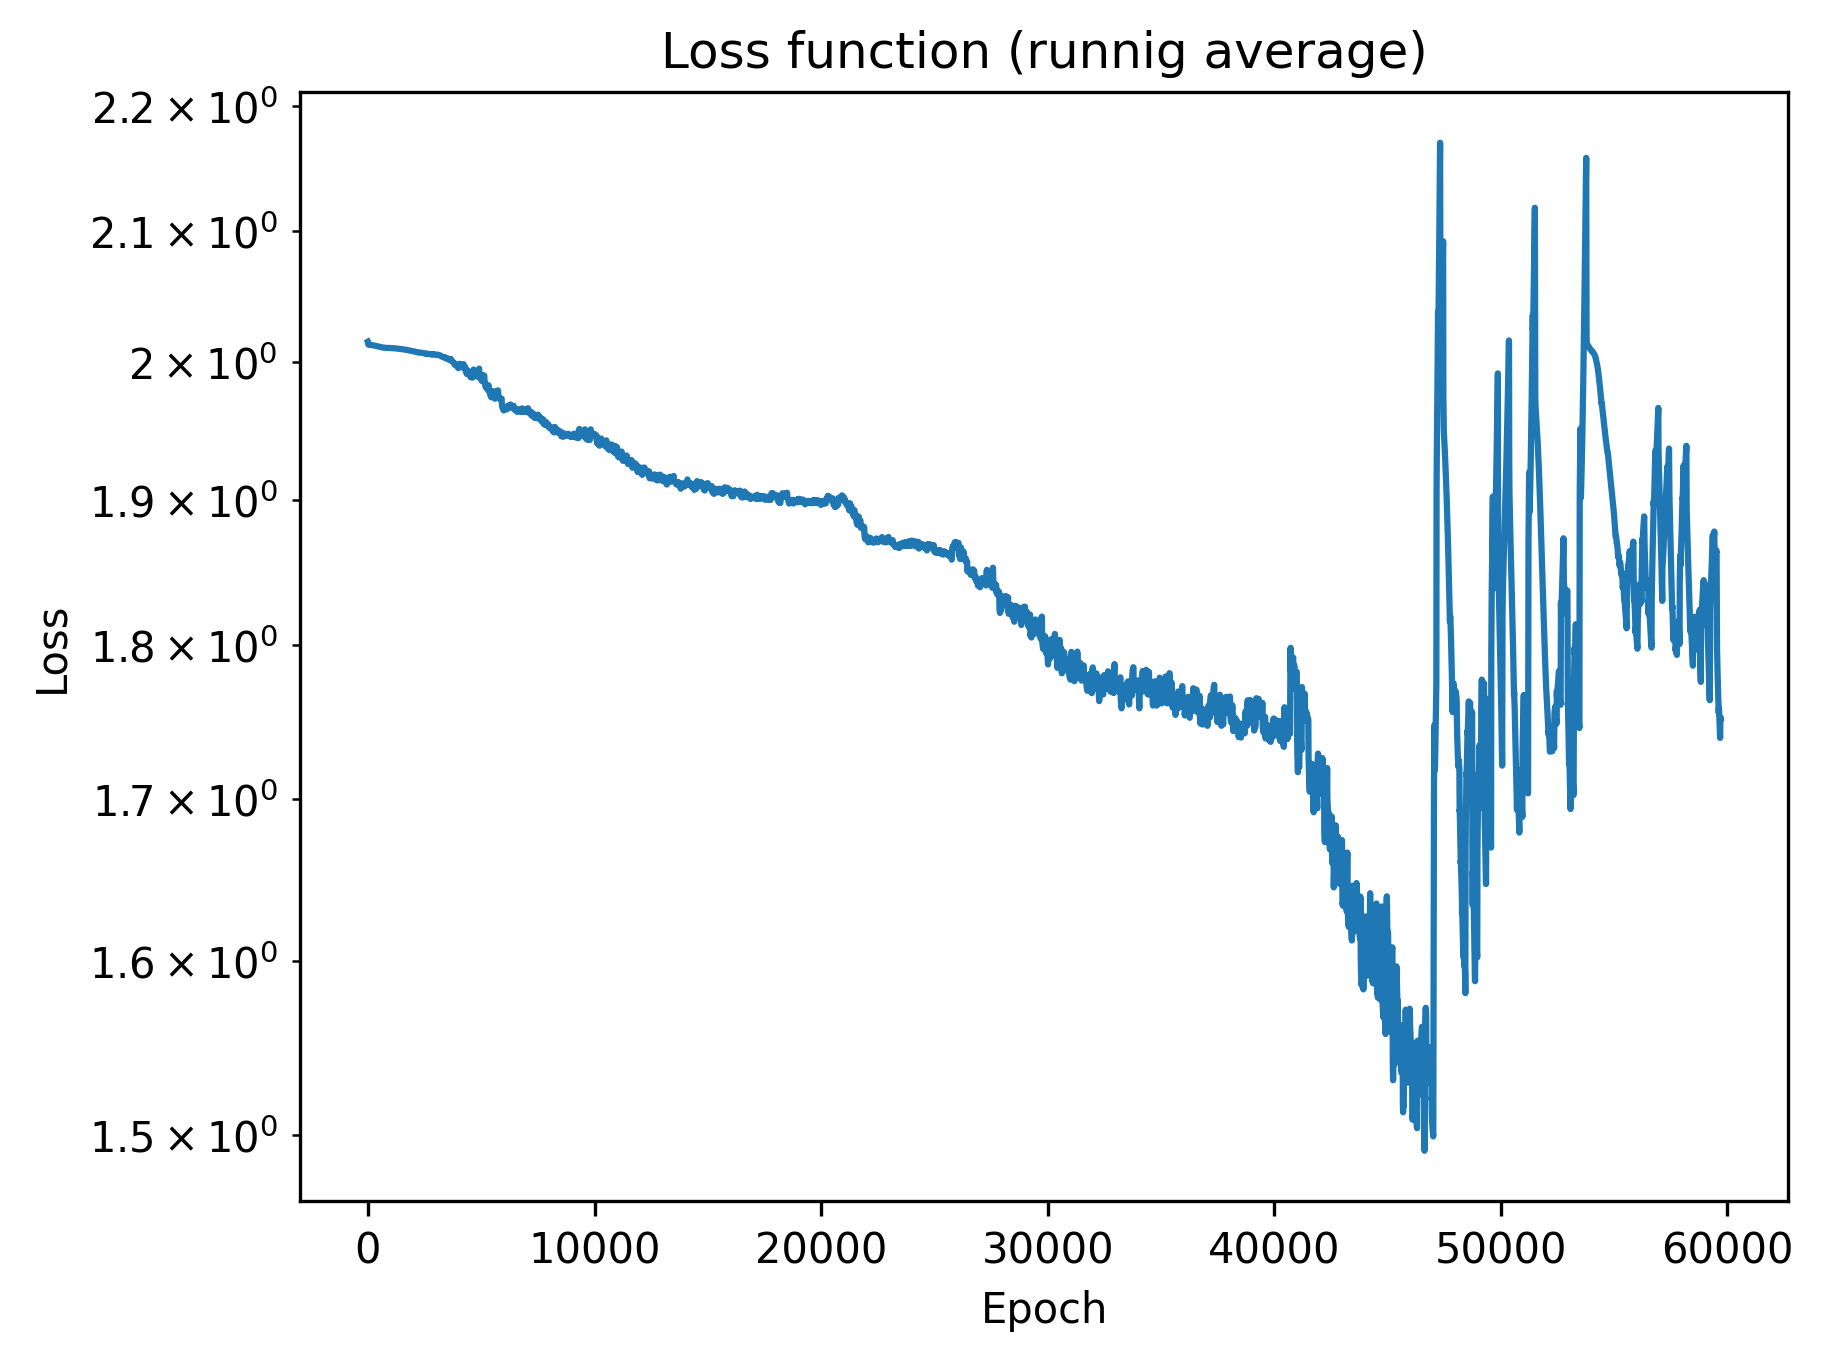 Loss function (runnig average)
2.2 × 10⁰
2.1 × 10⁰
2 × 10⁰
1.9 × 10⁰
1.8 × 10⁰
1.7 × 10⁰
1.6 × 10⁰
1.5 × 10⁰
Loss
0 10000 20000 30000 40000 50000 60000
Epoch